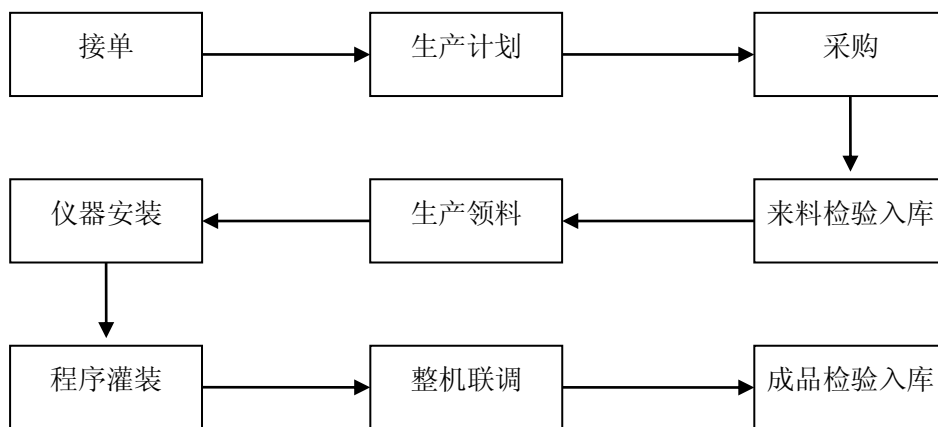 接单
生产计划
采购
来料检验入库
生产领料
仪器安装
程序灌装
整机联调
成品检验入库